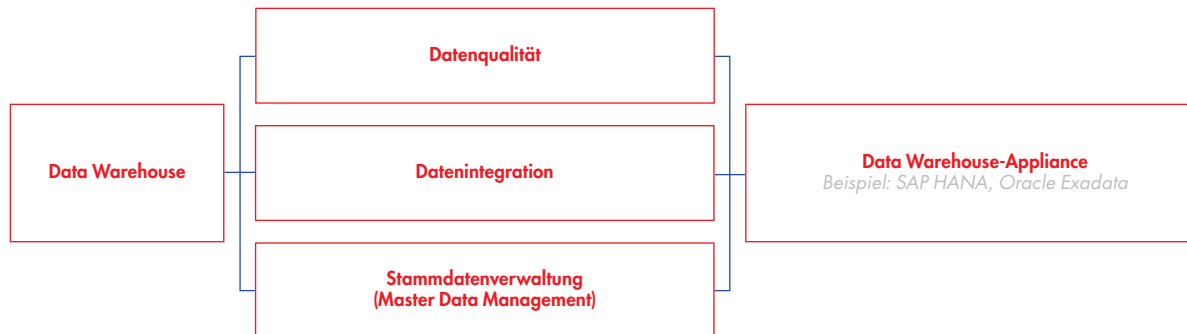 Datenqualität
Data Warehouse
Datenintegration
Data Warehouse-Appliance
Beispiel: SAP HANA, Oracle Exadata
Stammdatenverwaltung
(Master Data Management)